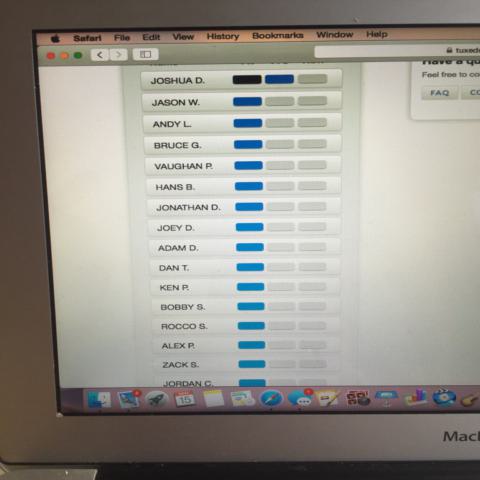 Safari File Edit View History Bookmarks Window Help
tuxed
Have a qu
Feel free to co
FAQ CO
JOSHUA D.
JASON W.
ANDY L.
BRUCE G.
VAUGHAN P.
HANS B.
JONATHAN D.
JOEY D.
ADAM D.
DAN T.
KEN P.
BOBBY S.
ROCCO S.
ALEX P.
ZACK S.
JORDAN C.
15
Mac